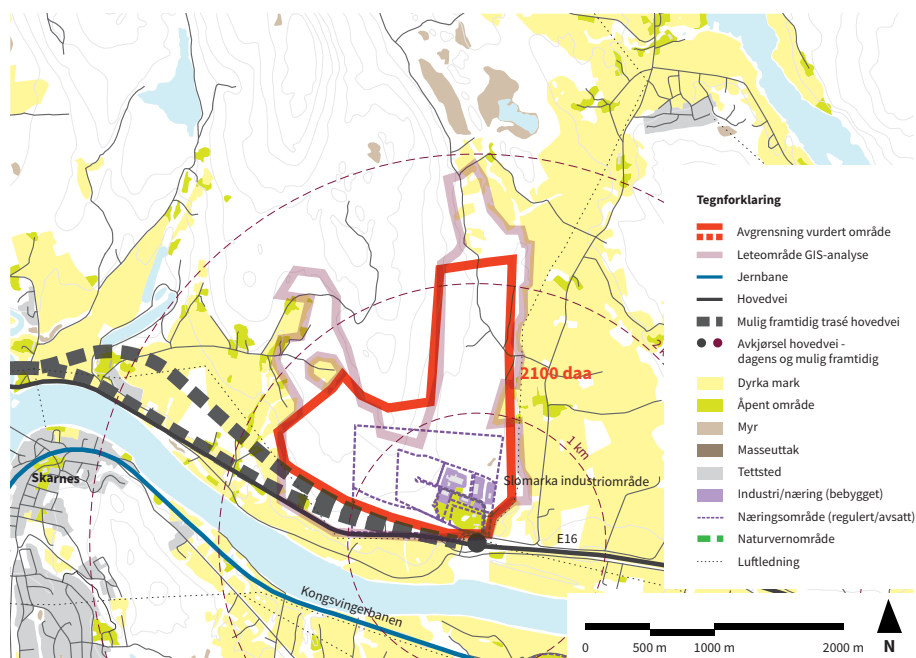 Tegnforklaring
Avgrensning vurdert område
Leteområde GIS-analyse
Jernbane
Hovedvei
Mulig framtidig trasé hovedvei
Avkjørsel hovedvei -
dagens og mulig framtidig
Dyrka mark
Åpent område
Myr
Masseuttak
Tettsted
Industri/næring (bebygget)
Næringsområde (regulert/avsatt)
Naturvernområde
Luftledning
2100 daa
1 km
Skarnes
Slomarka industriområde
E16
Kongsvingerbanen
0 500 m 1000 m 2000 m
N